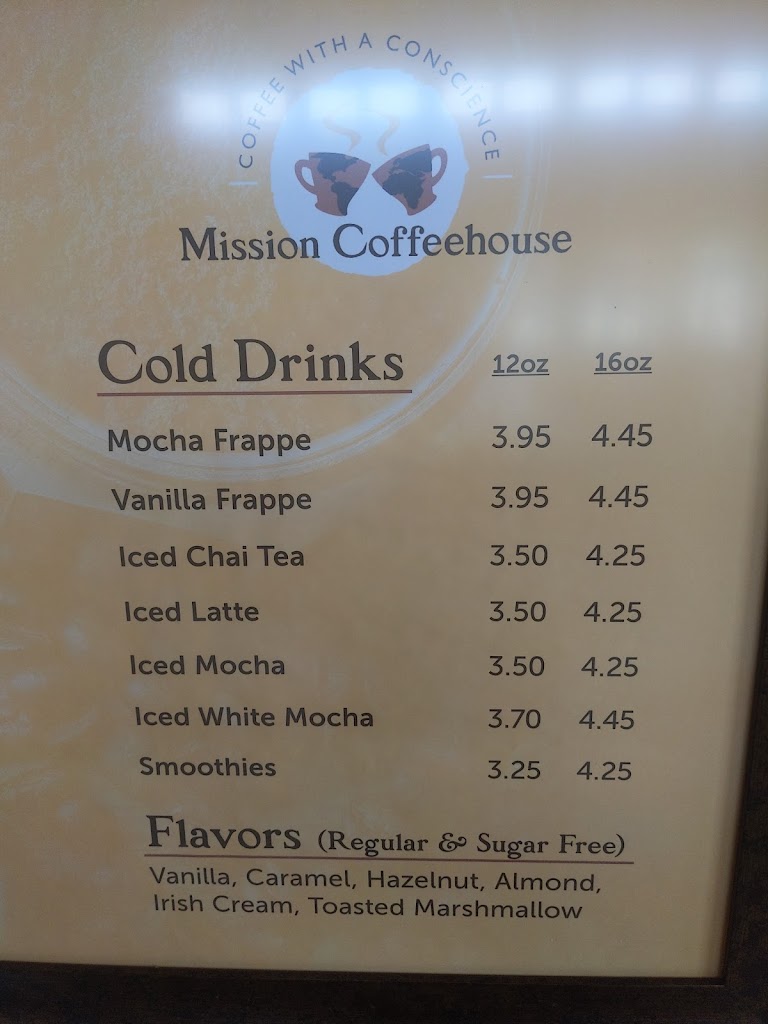 COFFEE WITH A CONSCIENCE
Mission Coffeehouse
Cold Drinks 12oz 16oz
Mocha Frappe 3.95 4.45
Vanilla Frappe 3.95 4.45
Iced Chai Tea 3.50 4.25
Iced Latte 3.50 4.25
Iced Mocha 3.50 4.25
Iced White Mocha 3.70 4.45
Smoothies 3.25 4.25
Flavors (Regular & Sugar Free)
Vanilla, Caramel, Hazelnut, Almond,
Irish Cream, Toasted Marshmallow